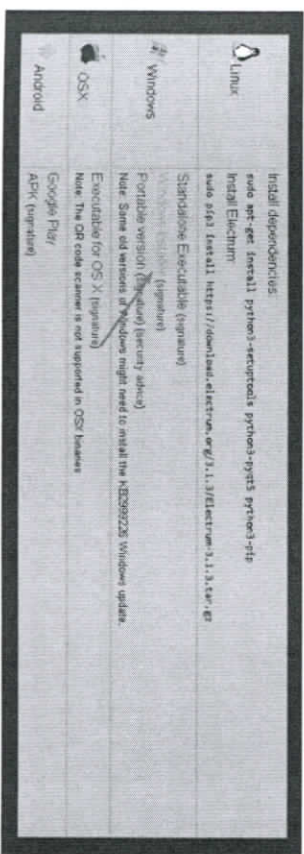 Linux
Install dependencies:
sudo apt-get install python3-setuptools python3-pyqt5 python3-pip
Install Electrum
sudo pip3 install https://download.electrum.org/3.1.3/Electrum-3.1.3.tar.gz
Windows
Standalone Executable (signature)
Windows Installer (signature)
Portable version (signature) (security advice)
Note: Some old versions of Windows might need to install the KB2999226 Windows update.
OSX
Executable for OS X (signature)
Note: The QR code scanner is not supported in OSX binaries
Android
Google Play
APK (signature)